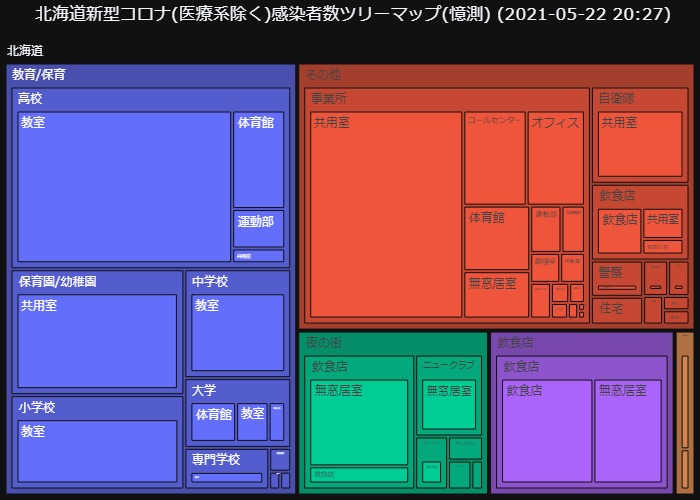 北海道新型コロナ(医療系除く)感染者数ツリーマップ(憶測) (2021-05-22 20:27)
北海道
教育/保育
高校
教室
体育館
運動部
保育園/幼稚園
共用室
中学校
教室
小学校
教室
大学
体育館
教室
専門学校
その他
事業所
共用室
コールセンター
オフィス
体育館
無窓居室
運動部
調理室
自衛隊
共用室
飲食店
飲食店
共用室
警察
住宅
夜の街
飲食店
無窓居室
飲食店
ニュークラブ
無窓居室
飲食店
飲食店
飲食店
無窓居室